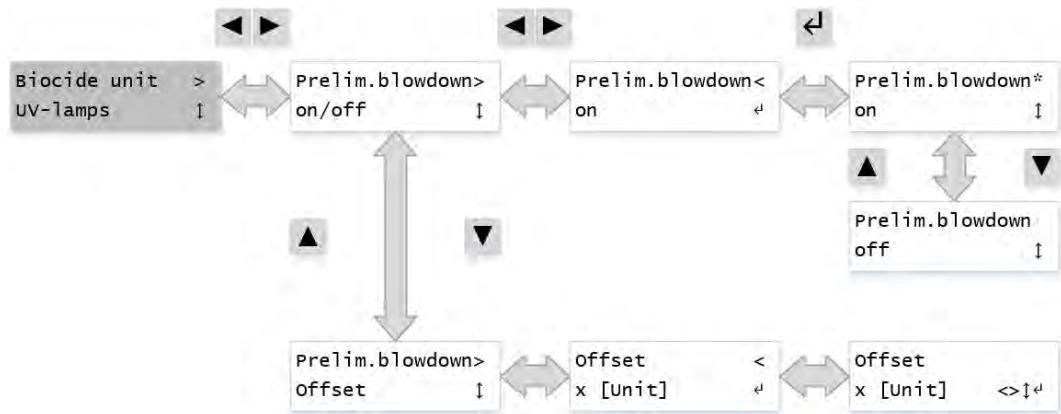 Biocide unit >
UV-lamps ↕
Prelim.blowdown>
on/off ↕
Prelim.blowdown<
on ↵
Prelim.blowdown*
on ↕
Prelim.blowdown
off ↕
Prelim.blowdown>
Offset ↕
Offset <
x [Unit] ↵
Offset
x [Unit] <>↕↵